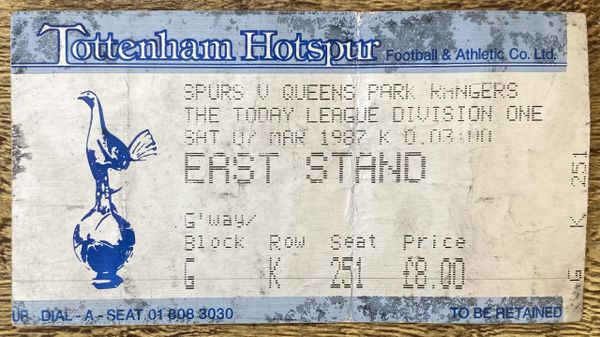 Tottenham Hotspur Football & Athletic Co. Ltd.
SPURS V QUEENS PARK RANGERS
THE TODAY LEAGUE DIVISION ONE
SAT 07 MAR 1987 K O.03:00
EAST STAND
G'way/
Block Row Seat Price
G K 251 £8.00
G K 251
DIAL - A - SEAT 01 808 3030 TO BE RETAINED